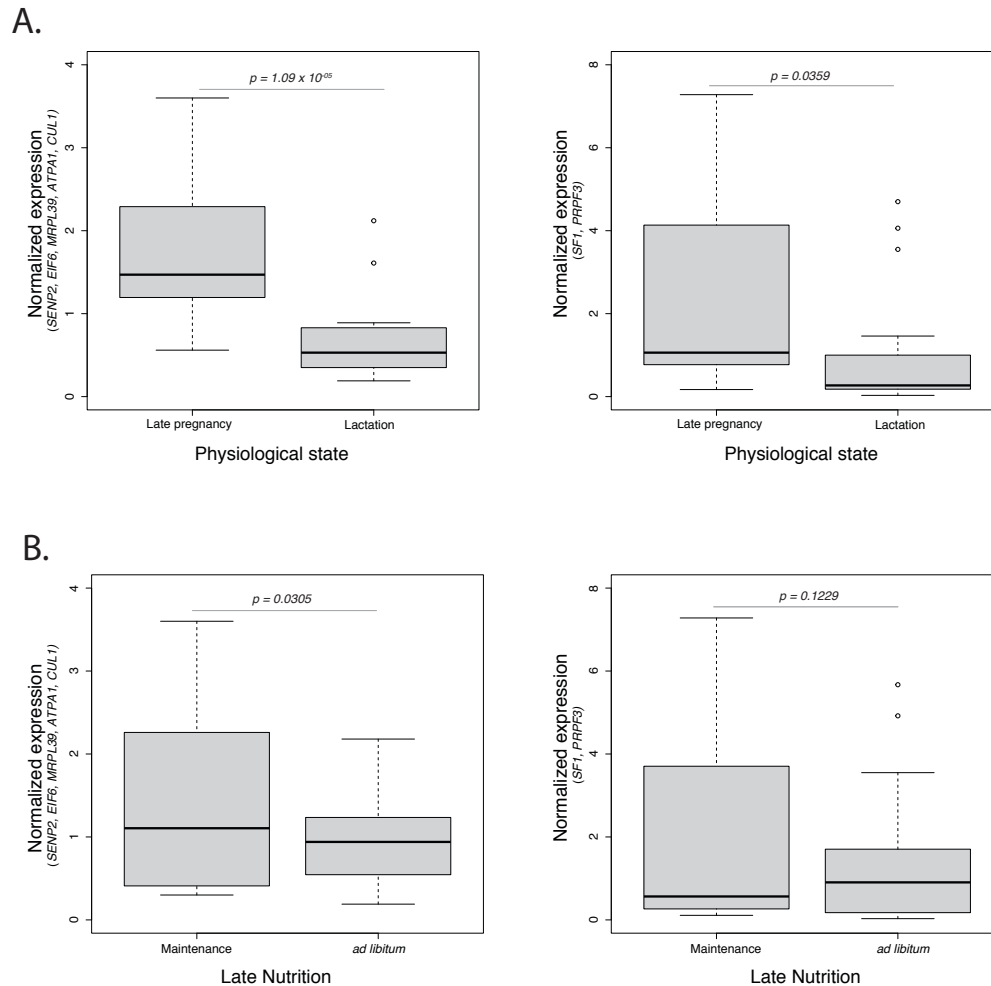 A.
p = 1.09 x 10-05
Normalized expression
(SENP2, EIF6, MRPL39, ATPA1, CUL1)
4
3
2
1
0
Late pregnancy
Lactation
Physiological state
p = 0.0359
Normalized expression
(SF1, PRPF3)
8
6
4
2
0
Late pregnancy
Lactation
Physiological state
B.
p = 0.0305
Normalized expression
(SENP2, EIF6, MRPL39, ATPA1, CUL1)
4
3
2
1
0
Maintenance
ad libitum
Late Nutrition
p = 0.1229
Normalized expression
(SF1, PRPF3)
8
6
4
2
0
Maintenance
ad libitum
Late Nutrition